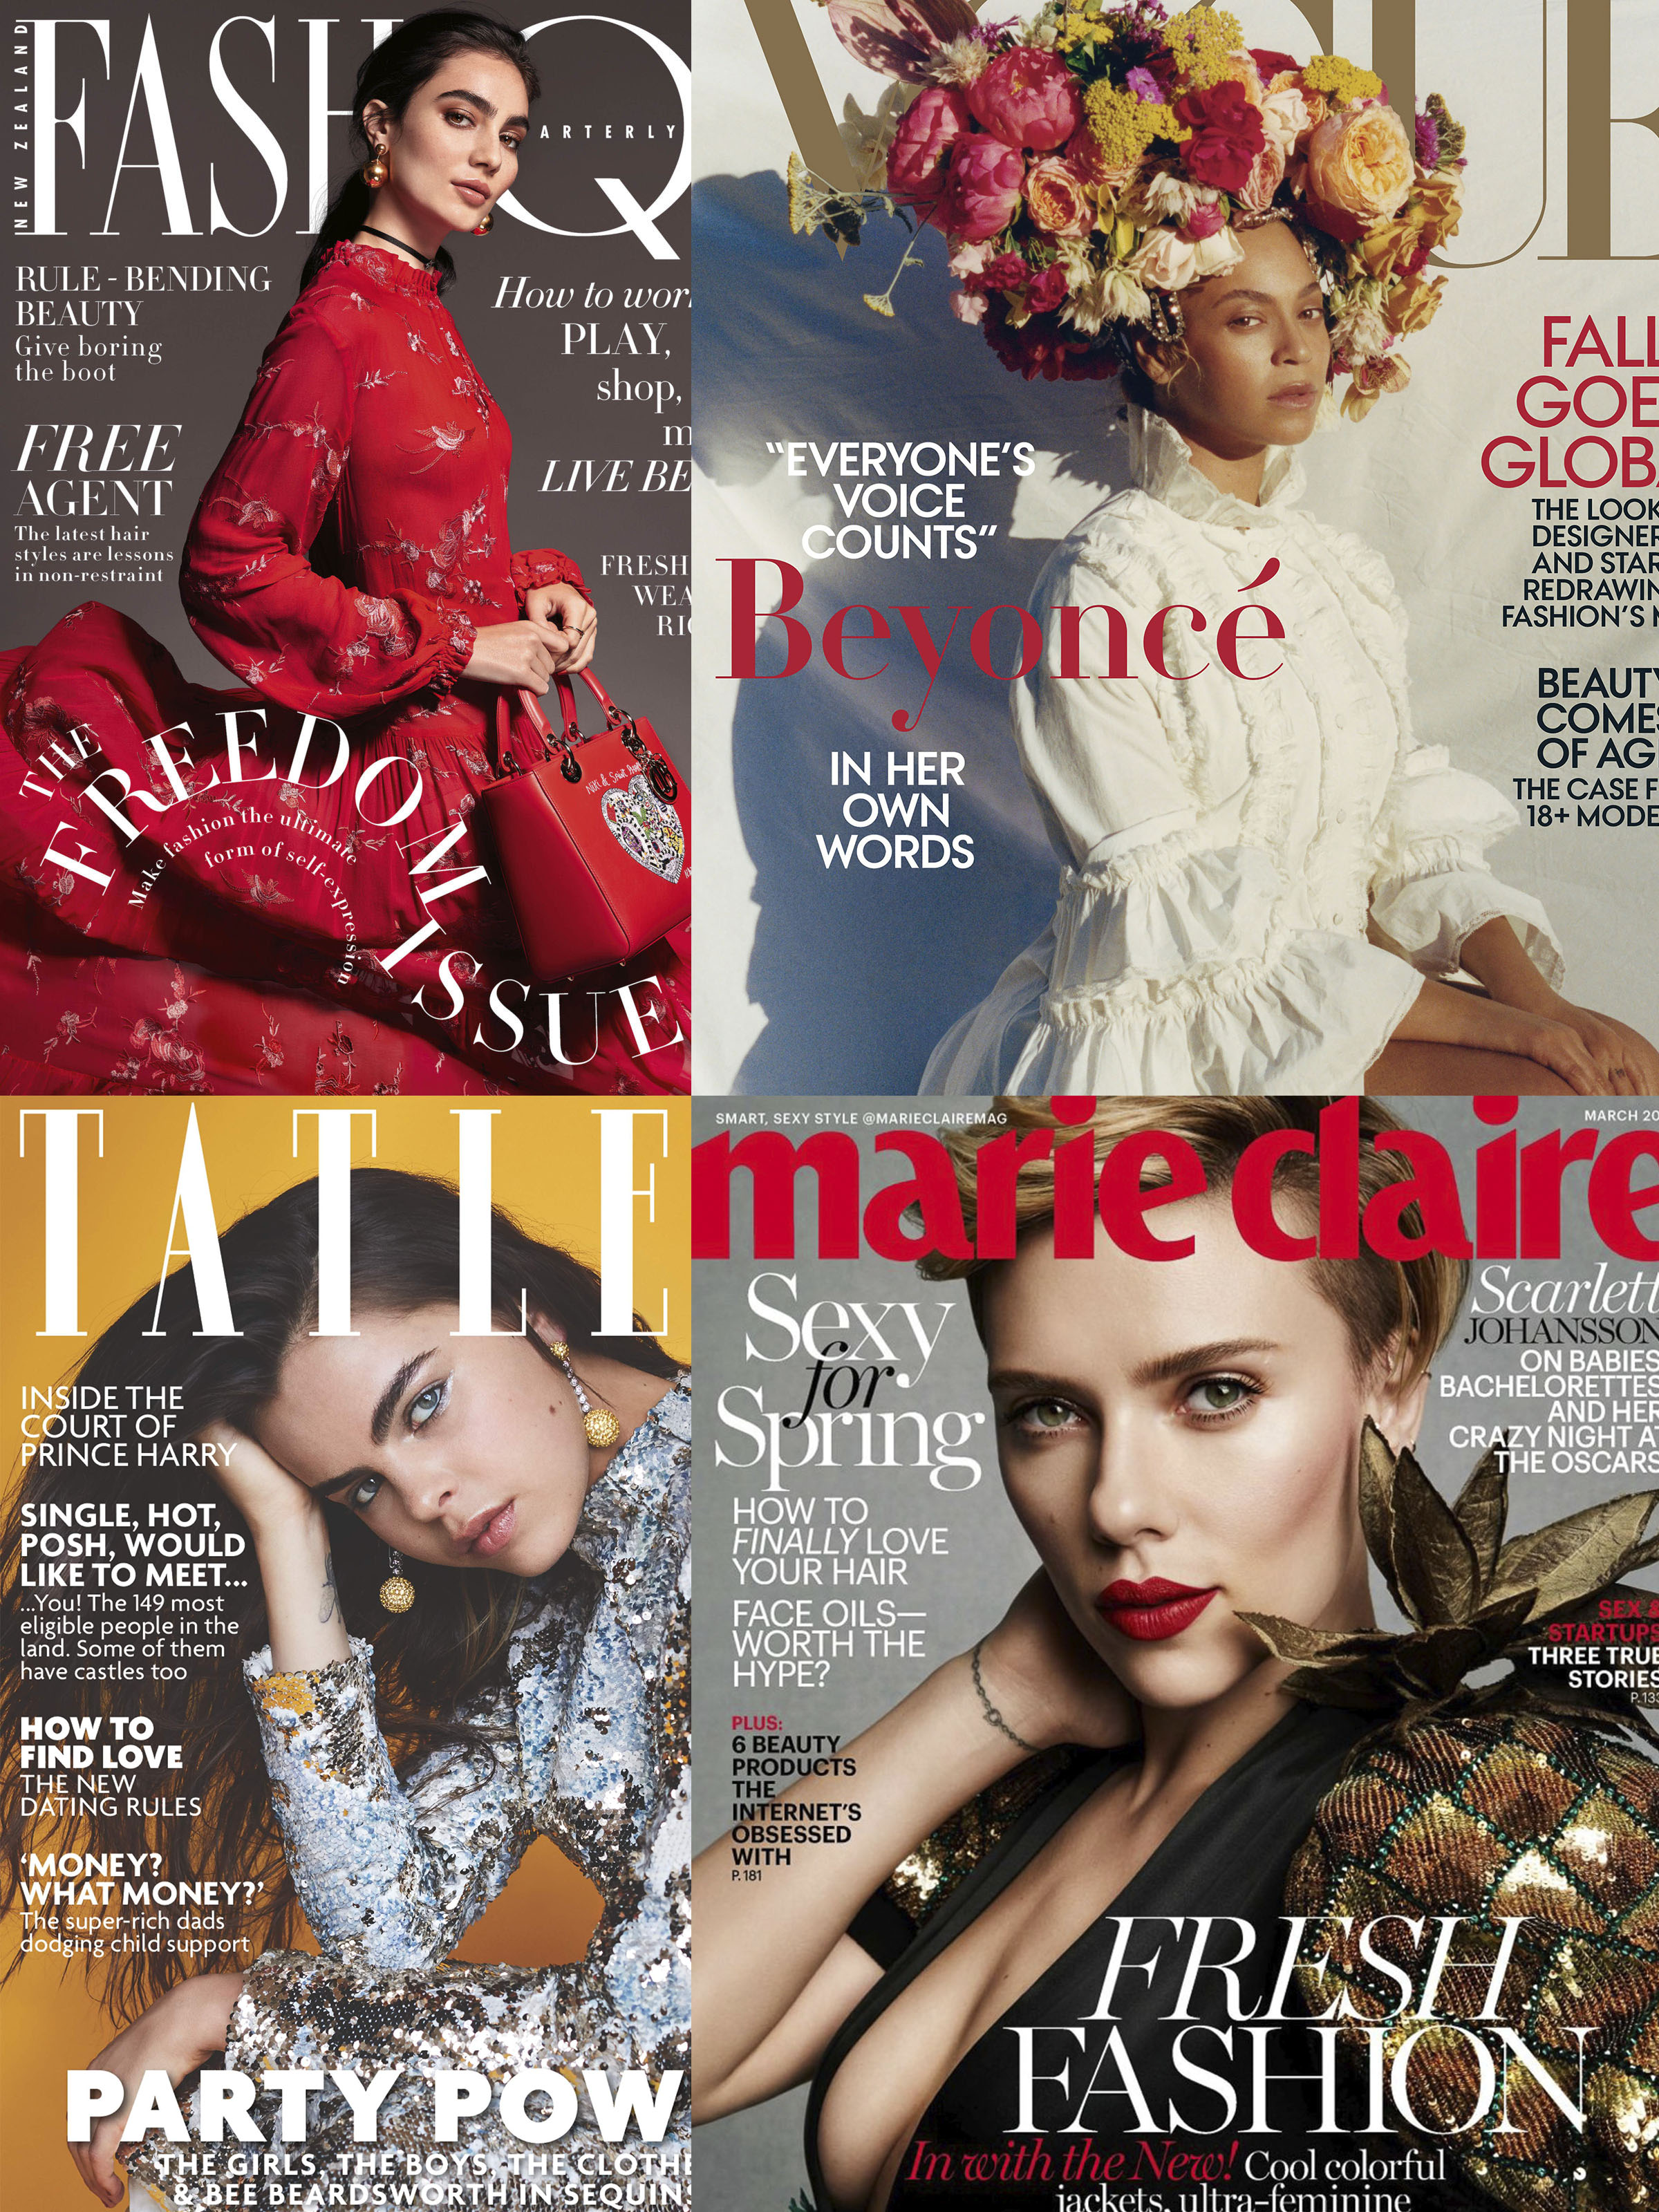 NEW ZEALAND
FASH Q
ARTERLY
RULE - BENDING
BEAUTY
Give boring
the boot
FREE
AGENT
The latest hair
styles are lessons
in non-restraint
How to wor
PLAY,
shop,
m
LIVE BE
FRESH
WEA
RI
THE
FREEDOM ISSUE
Make fashion the ultimate
form of self-expression
VOGUE
"EVERYONE'S
VOICE
COUNTS"
Beyoncé
IN HER
OWN
WORDS
FALL
GOE
GLOBA
THE LOOK
DESIGNER
AND STAR
REDRAWIN
FASHION'S
BEAUTY
COMES
OF AG
THE CASE F
18+ MODE
TATLE
INSIDE THE
COURT OF
PRINCE HARRY
SINGLE, HOT,
POSH, WOULD
LIKE TO MEET...
...You! The 149 most
eligible people in the
land. Some of them
have castles too
HOW TO
FIND LOVE
THE NEW
DATING RULES
'MONEY?
WHAT MONEY?'
The super-rich dads
dodging child support
PARTY POW
THE GIRLS, THE BOYS, THE CLOTHE
& BEE BEARDSWORTH IN SEQUIN
SMART, SEXY STYLE @MARIECLAIREMAG
MARCH 20
marie claire
Sexy
for
Spring
HOW TO
FINALLY LOVE
YOUR HAIR
FACE OILS—
WORTH THE
HYPE?
PLUS:
6 BEAUTY
PRODUCTS
THE
INTERNET'S
OBSESSED
WITH
P. 181
Scarlett
JOHANSSON
ON BABIES
BACHELORETTES
AND HER
CRAZY NIGHT AT
THE OSCARS
SEX &
STARTUPS
THREE TRUE
STORIES
P. 133
FRESH
FASHION
In with the New! Cool colorful
jackets, ultra-feminine